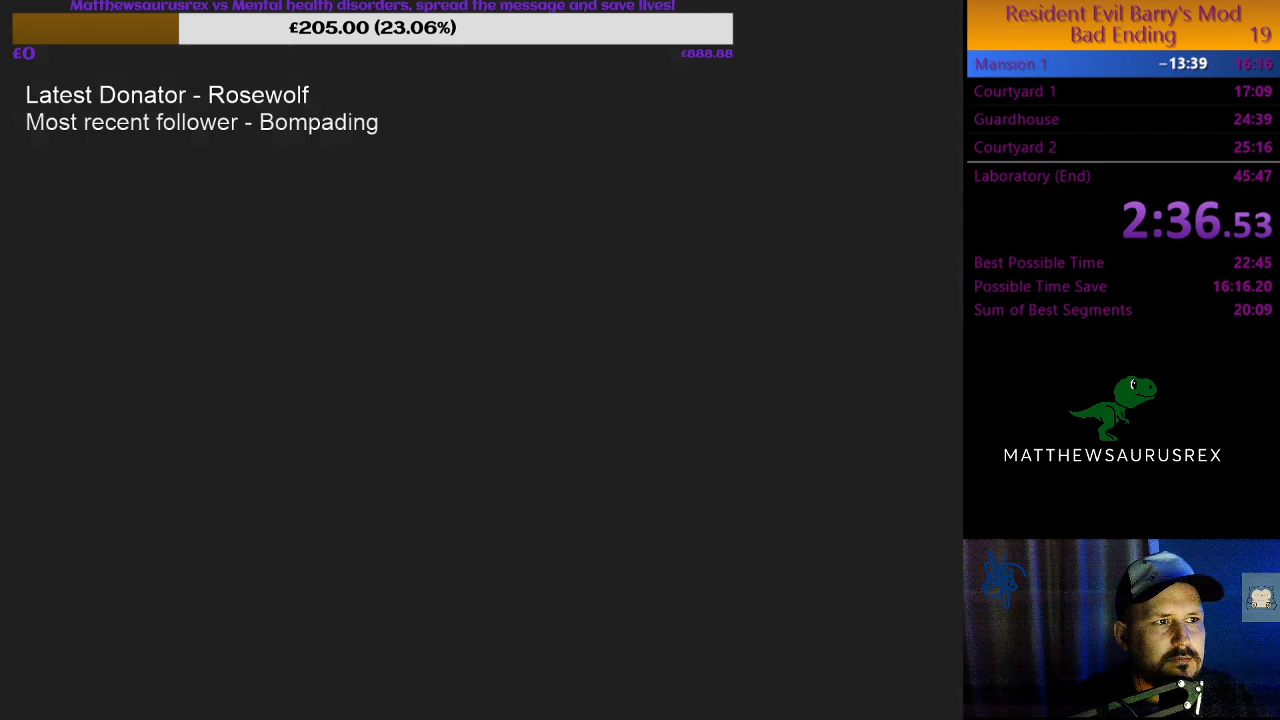 Matthewsaurusrex vs Mental health disorders, spread the message and save lives!
£205.00 (23.06%)
£0
£888.88
Latest Donator - Rosewolf
Most recent follower - Bompading
Resident Evil Barry's Mod
Bad Ending 19
Mansion 1 −13:39 16:16
Courtyard 1 17:09
Guardhouse 24:39
Courtyard 2 25:16
Laboratory (End) 45:47
2:36.53
Best Possible Time 22:45
Possible Time Save 16:16.20
Sum of Best Segments 20:09
MATTHEWSAURUSREX